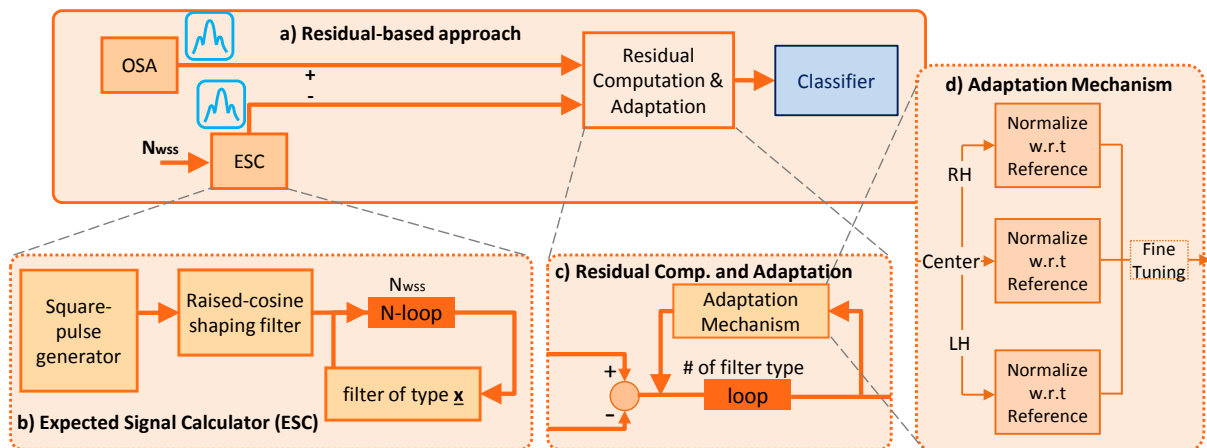 a) Residual-based approach
OSA
+
-
Nwss
ESC
Residual
Computation &
Adaptation
Classifier
b) Expected Signal Calculator (ESC)
Square-
pulse
generator
Raised-cosine
shaping filter
Nwss
N-loop
filter of type x
c) Residual Comp. and Adaptation
Adaptation
Mechanism
# of filter type
loop
+
-
d) Adaptation Mechanism
RH
Center
LH
Normalize
w.r.t
Reference
Normalize
w.r.t
Reference
Normalize
w.r.t
Reference
Fine
Tuning